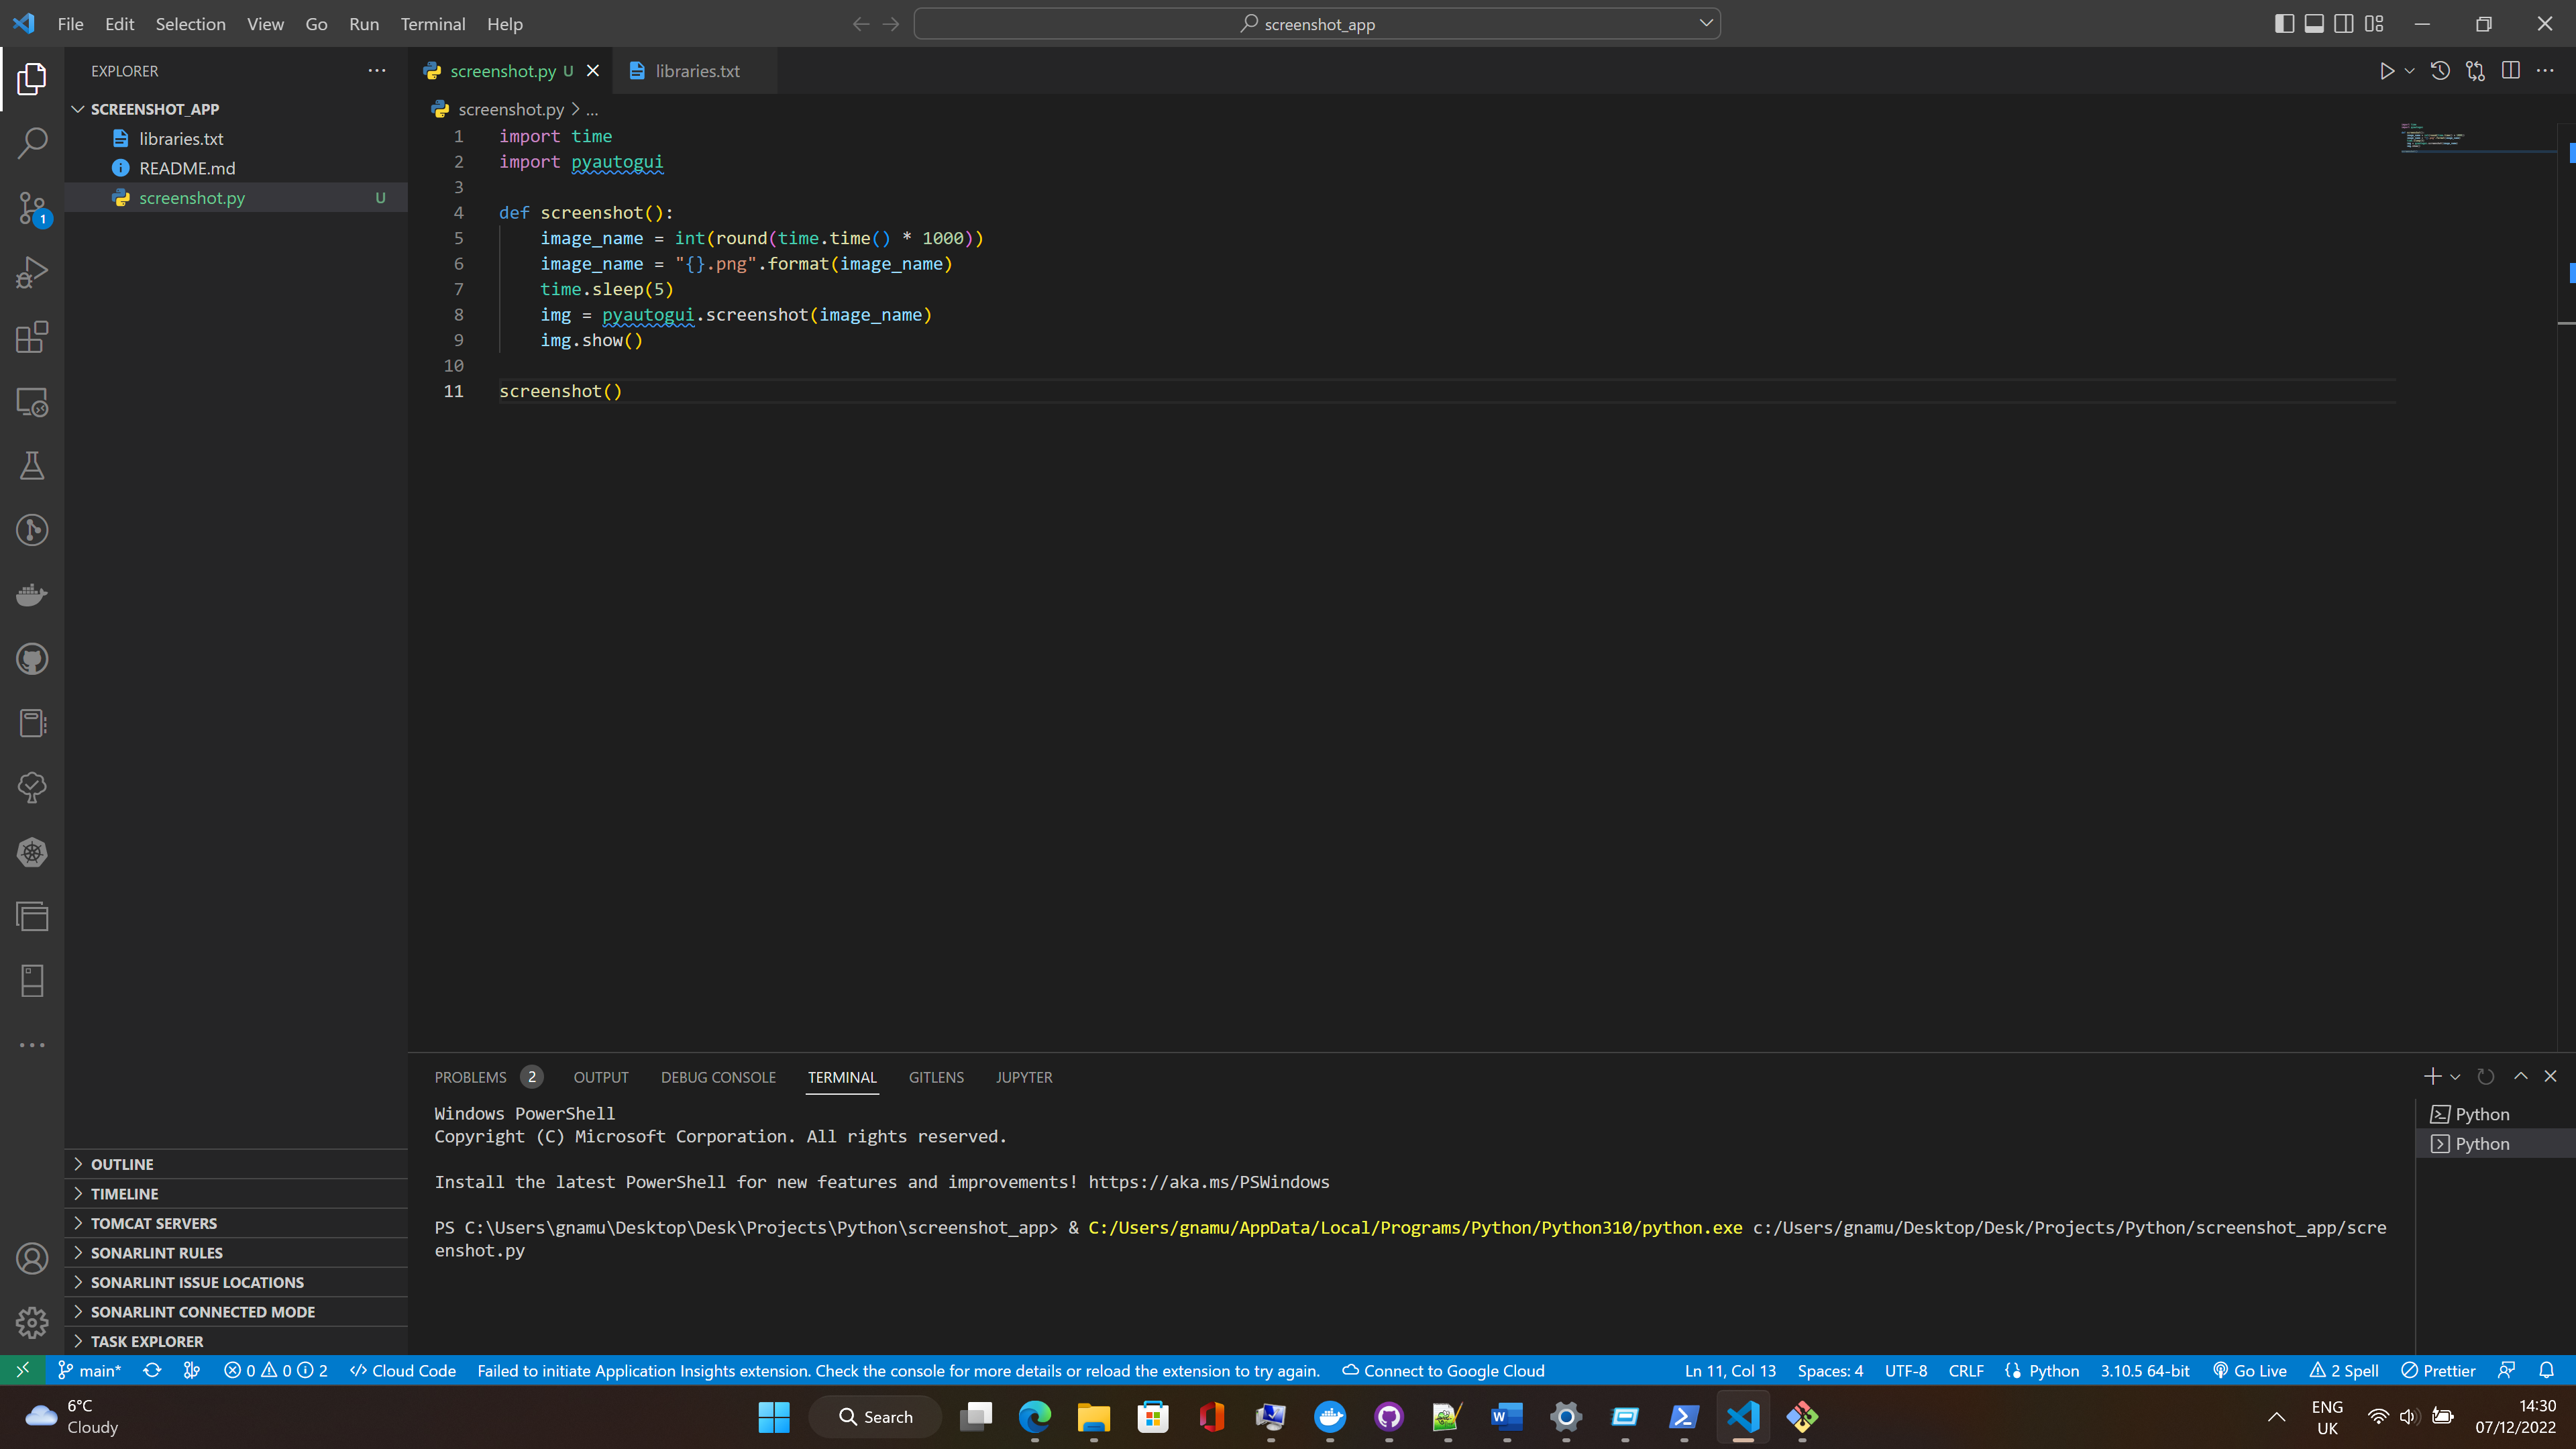 File Edit Selection View Go Run Terminal Help
screenshot_app
EXPLORER
SCREENSHOT_APP
libraries.txt
README.md
screenshot.py U
screenshot.py U
libraries.txt
screenshot.py > ...
1 import time
2 import pyautogui
3
4 def screenshot():
5 image_name = int(round(time.time() * 1000))
6 image_name = "{}.png".format(image_name)
7 time.sleep(5)
8 img = pyautogui.screenshot(image_name)
9 img.show()
10
11 screenshot()
1
OUTLINE
TIMELINE
TOMCAT SERVERS
SONARLINT RULES
SONARLINT ISSUE LOCATIONS
SONARLINT CONNECTED MODE
TASK EXPLORER
PROBLEMS 2 OUTPUT DEBUG CONSOLE TERMINAL GITLENS JUPYTER
Windows PowerShell
Copyright (C) Microsoft Corporation. All rights reserved.
Install the latest PowerShell for new features and improvements! https://aka.ms/PSWindows
PS C:\Users\gnamu\Desktop\Desk\Projects\Python\screenshot_app> & C:/Users/gnamu/AppData/Local/Programs/Python/Python310/python.exe c:/Users/gnamu/Desktop/Desk/Projects/Python/screenshot_app/scre
enshot.py
Python
Python
main* 0 0 2 Cloud Code Failed to initiate Application Insights extension. Check the console for more details or reload the extension to try again. Connect to Google Cloud Ln 11, Col 13 Spaces: 4 UTF-8 CRLF Python 3.10.5 64-bit Go Live 2 Spell Prettier
6°C
Cloudy
Search
ENG
UK
14:30
07/12/2022